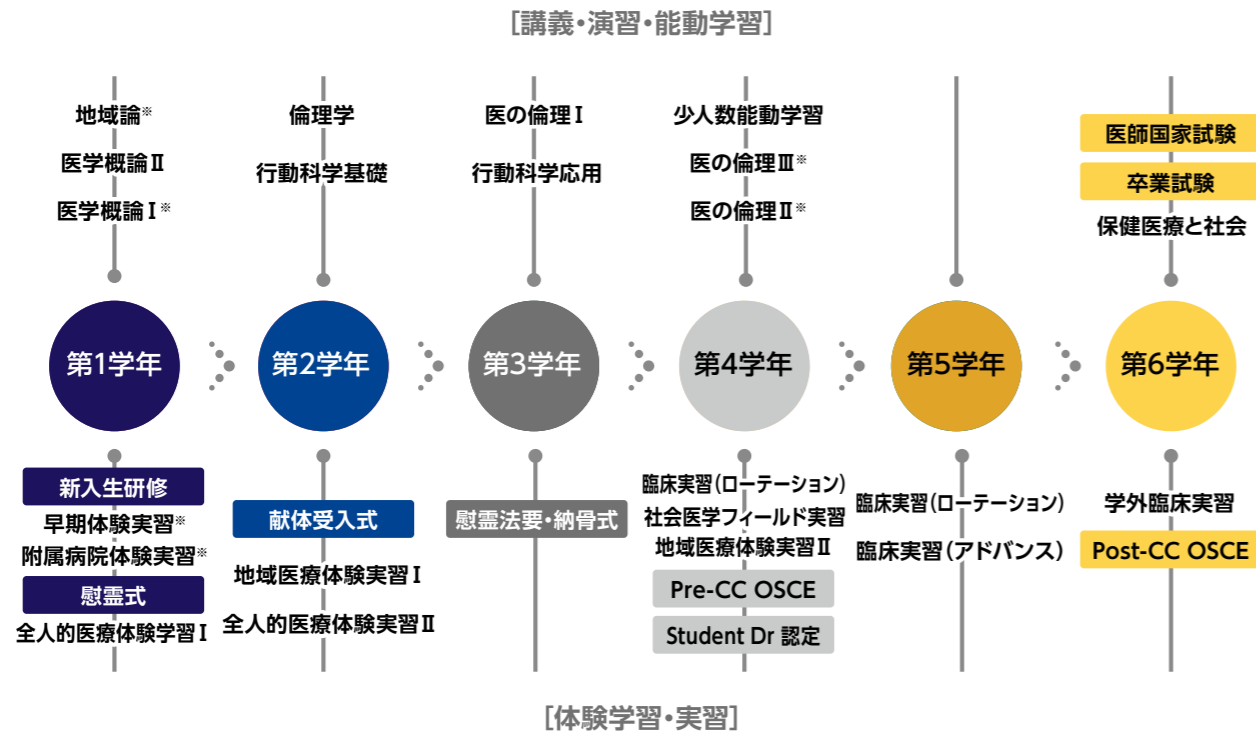 [講義・演習・能動学習]
地域論※
医学概論Ⅱ
医学概論Ⅰ※
倫理学
行動科学基礎
医の倫理Ⅰ
行動科学応用
少人数能動学習
医の倫理Ⅲ※
医の倫理Ⅱ※
医師国家試験
卒業試験
保健医療と社会
第1学年
第2学年
第3学年
第4学年
第5学年
第6学年
新入生研修
早期体験実習※
附属病院体験実習※
慰霊式
全人的医療体験学習Ⅰ
献体受入式
地域医療体験実習Ⅰ
全人的医療体験実習Ⅱ
慰霊法要・納骨式
臨床実習(ローテーション)
社会医学フィールド実習
地域医療体験実習Ⅱ
Pre-CC OSCE
Student Dr 認定
臨床実習(ローテーション)
臨床実習(アドバンス)
学外臨床実習
Post-CC OSCE
[体験学習・実習]